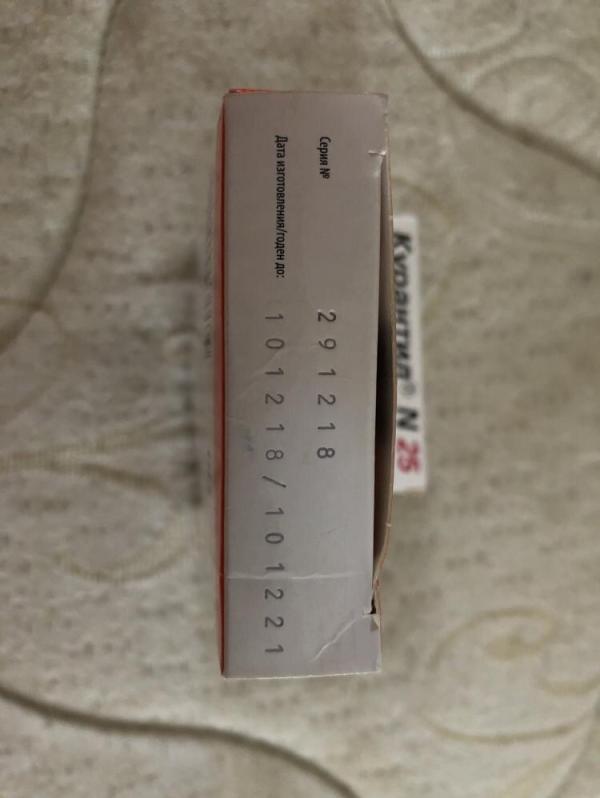 Серия № 291218
Дата изготовления/годен до: 101218/101221
Курантил® N 25